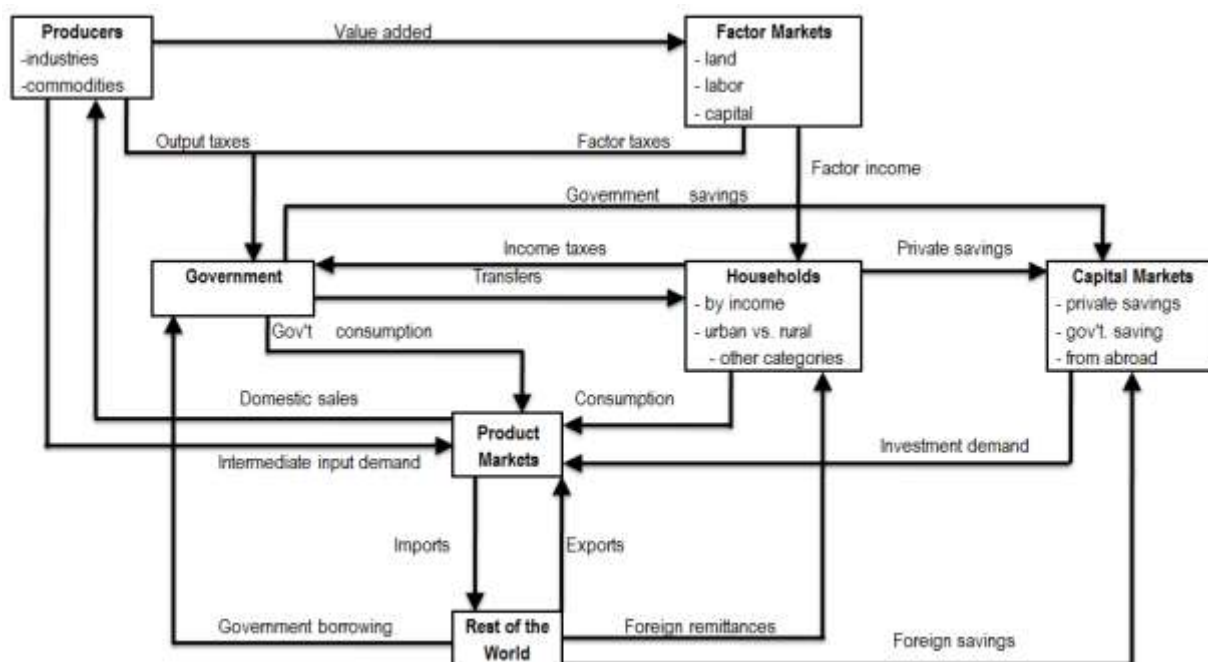 Producers
-industries
-commodities
Value added
Factor Markets
- land
- labor
- capital
Output taxes
Factor taxes
Factor income
Government savings
Income taxes
Private savings
Government
Transfers
Households
- by income
- urban vs. rural
- other categories
Capital Markets
- private savings
- gov't. saving
- from abroad
Gov't consumption
Domestic sales
Consumption
Product
Markets
Intermediate input demand
Investment demand
Imports
Exports
Government borrowing
Rest of the
World
Foreign remittances
Foreign savings